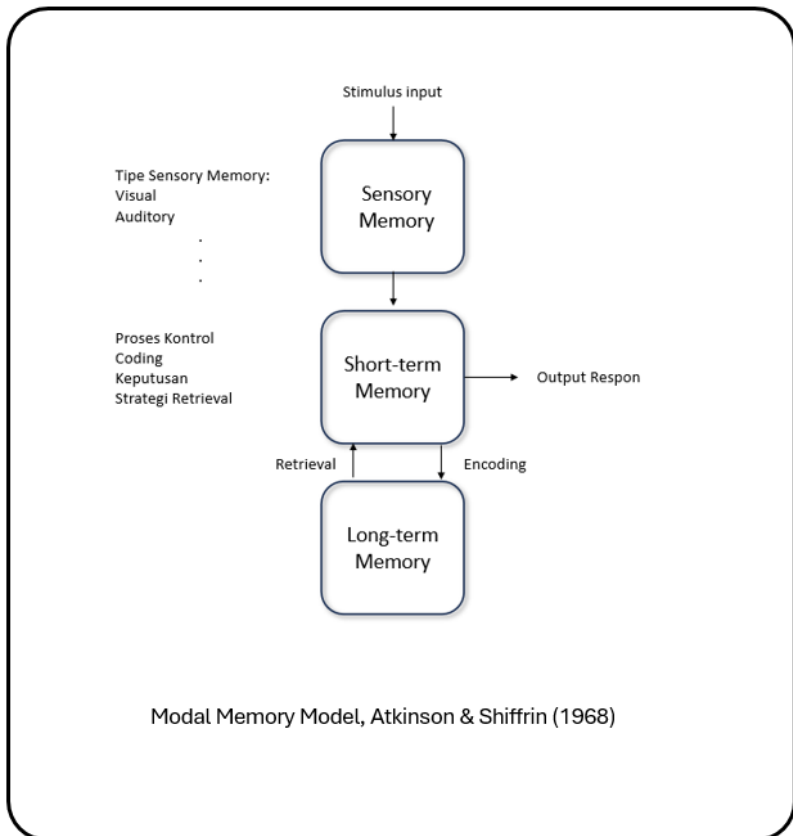 Stimulus input
Tipe Sensory Memory:
Visual
Auditory
.
.
.
Sensory
Memory
Proses Kontrol
Coding
Keputusan
Strategi Retrieval
Short-term
Memory
Output Respon
Retrieval
Encoding
Long-term
Memory
Modal Memory Model, Atkinson & Shiffrin (1968)